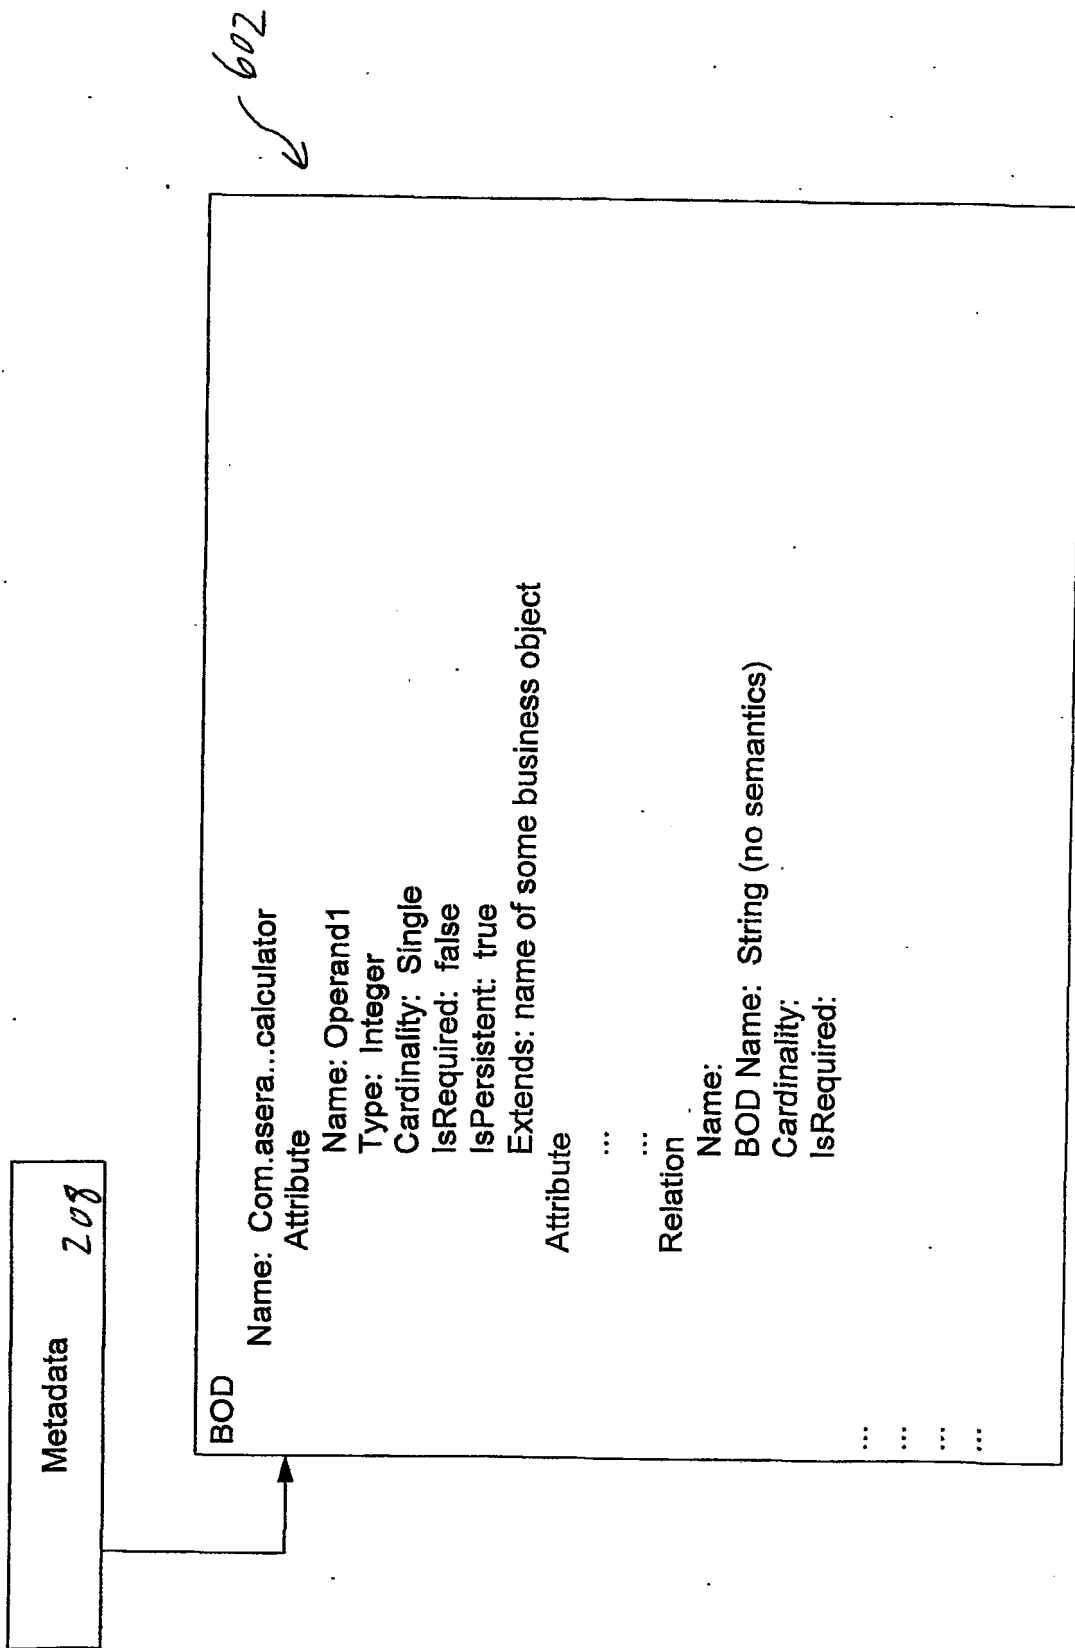 Metadata
208
602
BOD
Name: Com.asera...calculator
Attribute
Name: Operand1
Type: Integer
Cardinality: Single
IsRequired: false
IsPersistent: true
Extends: name of some business object
Attribute
...
...
Relation
Name:
BOD Name: String (no semantics)
Cardinality:
IsRequired:
...
...
...
...